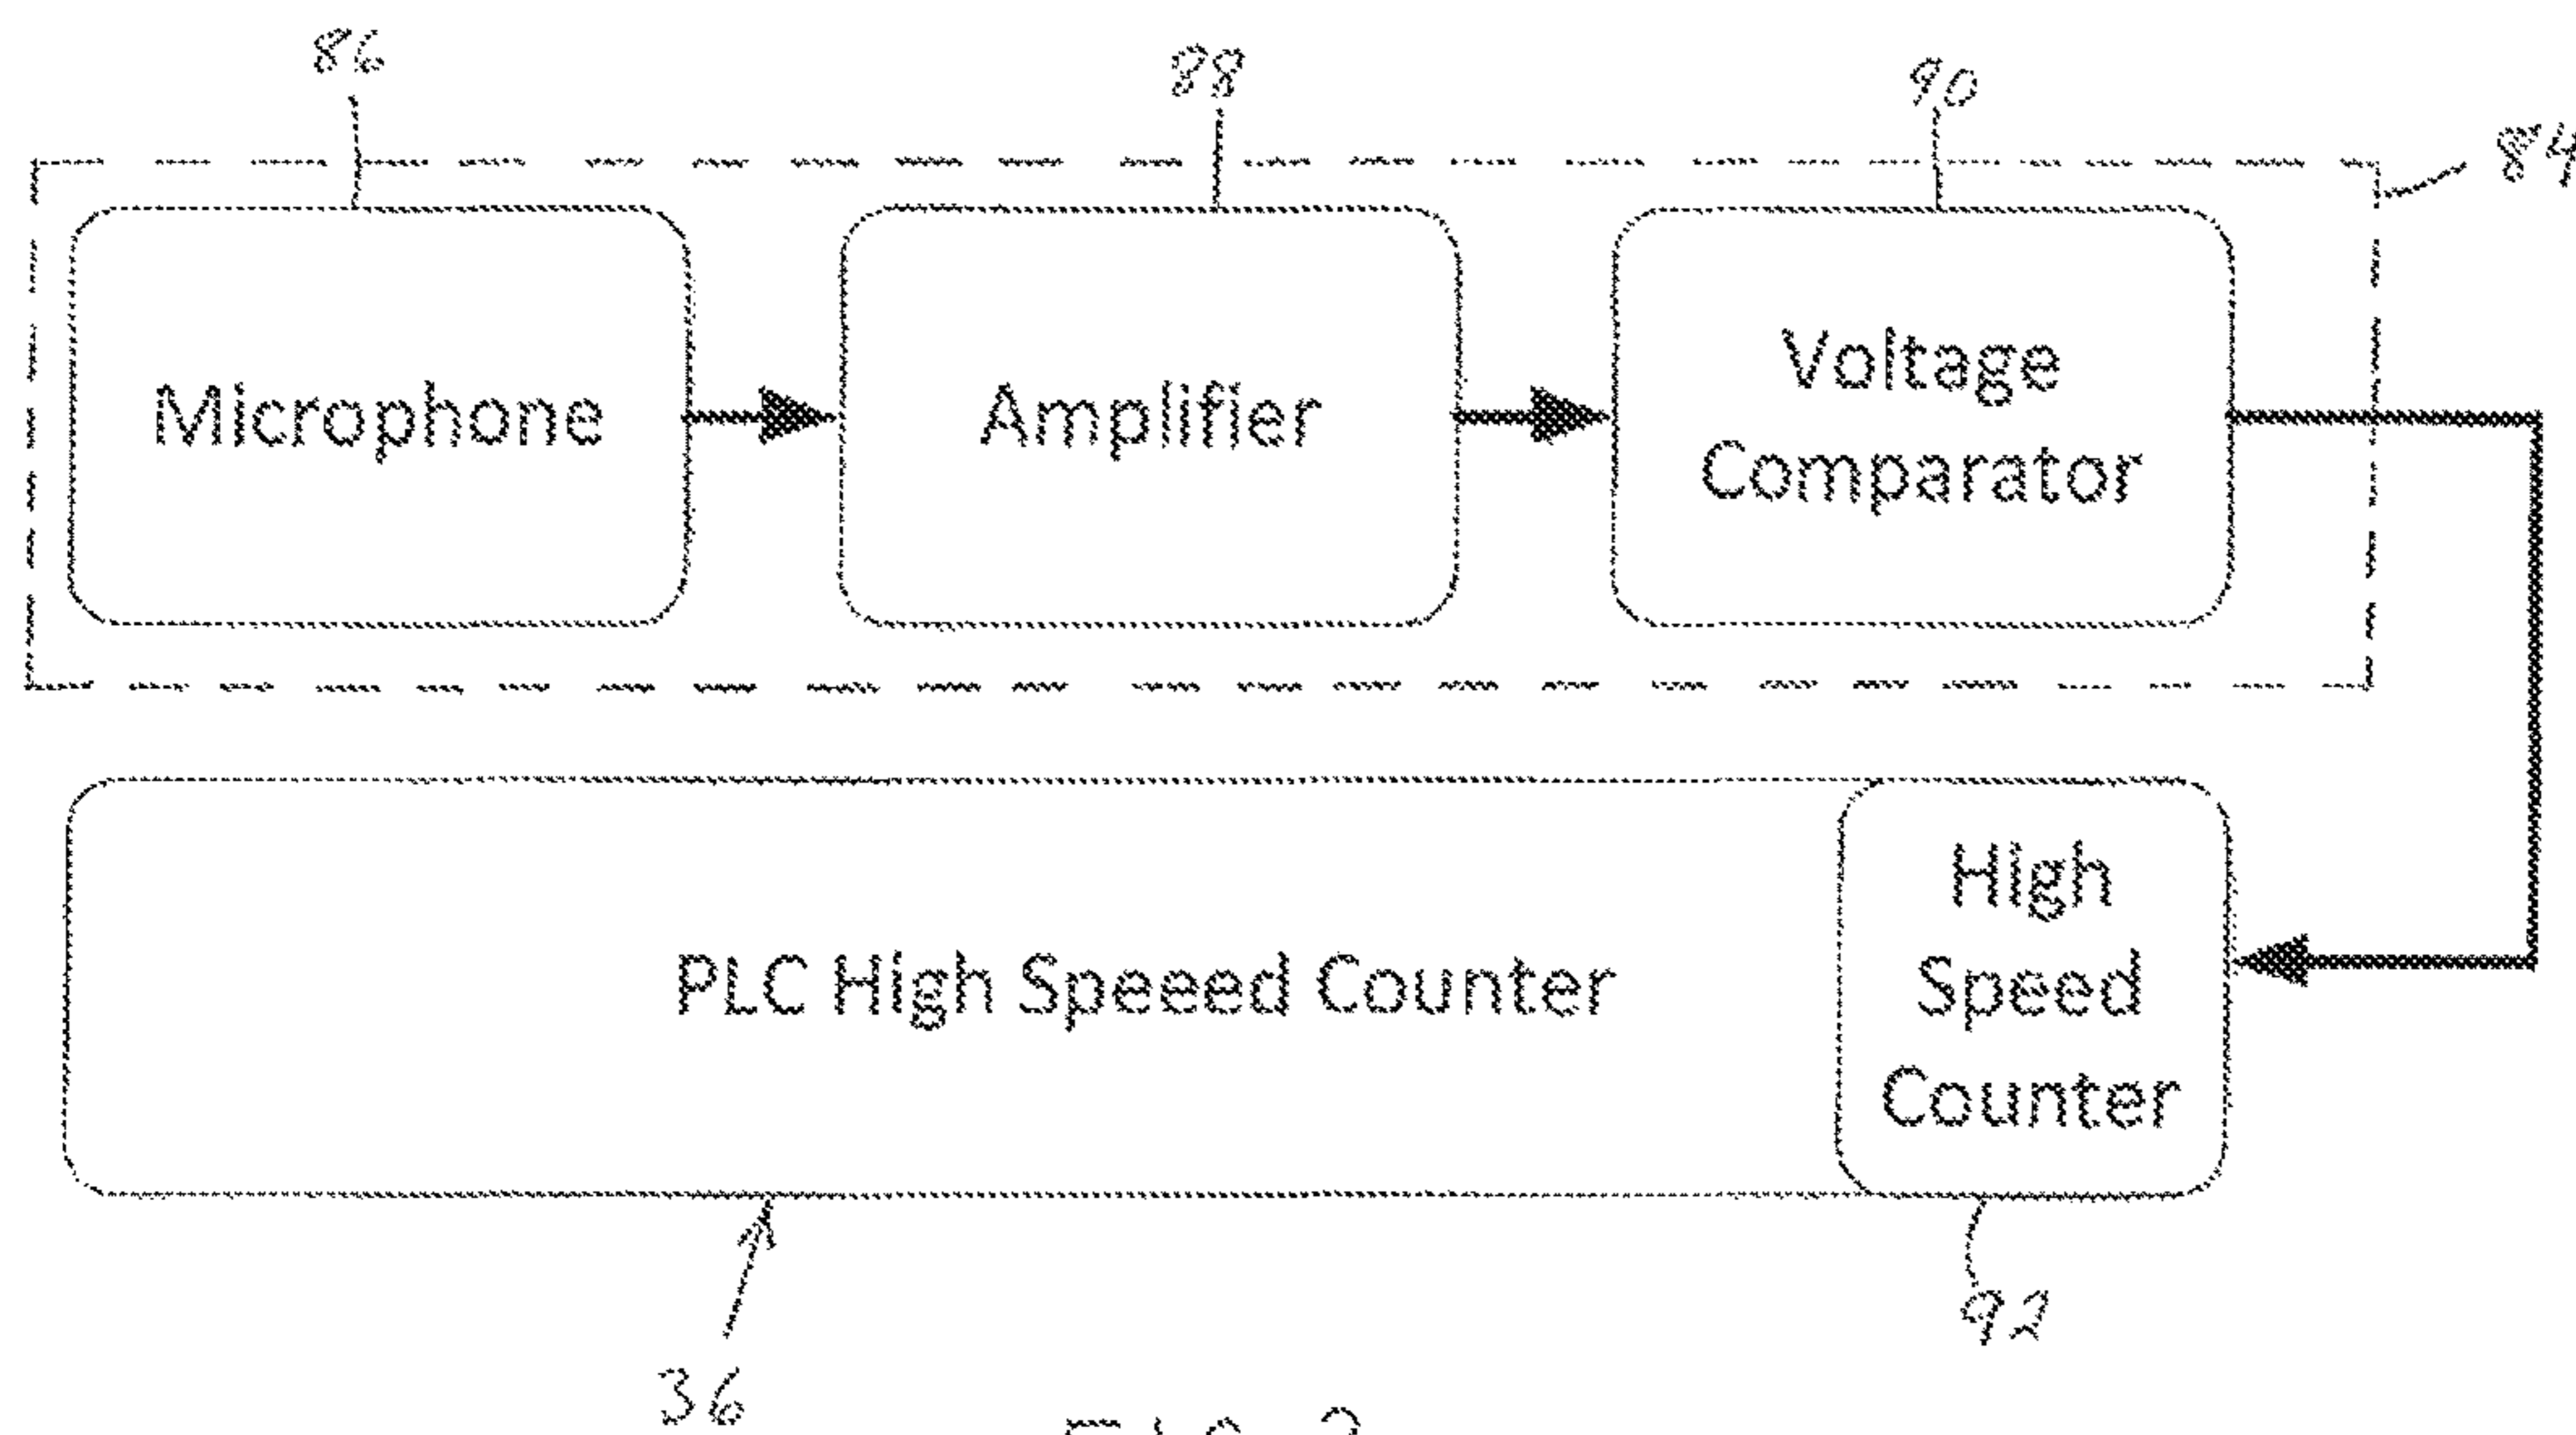 86
88
90
84
Microphone
Amplifier
Voltage
Comparator
PLC High Speeed Counter
High
Speed
Counter
92
36